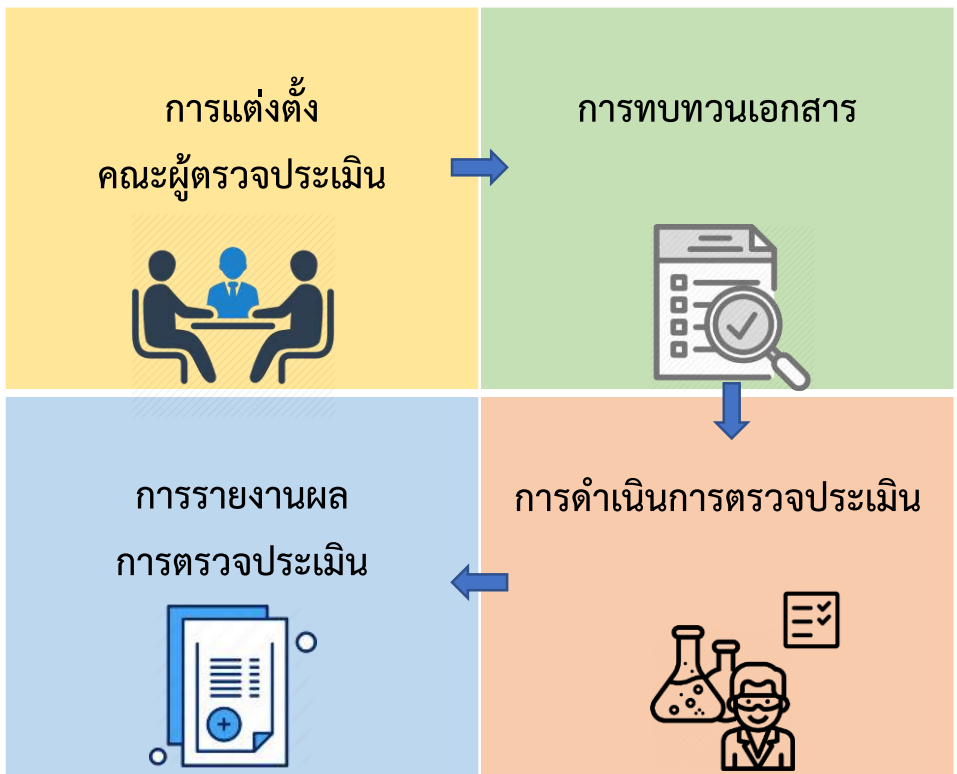 การแต่งตั้ง
คณะผู้ตรวจประเมิน
การทบทวนเอกสาร
การดำเนินการตรวจประเมิน
การรายงานผล
การตรวจประเมิน